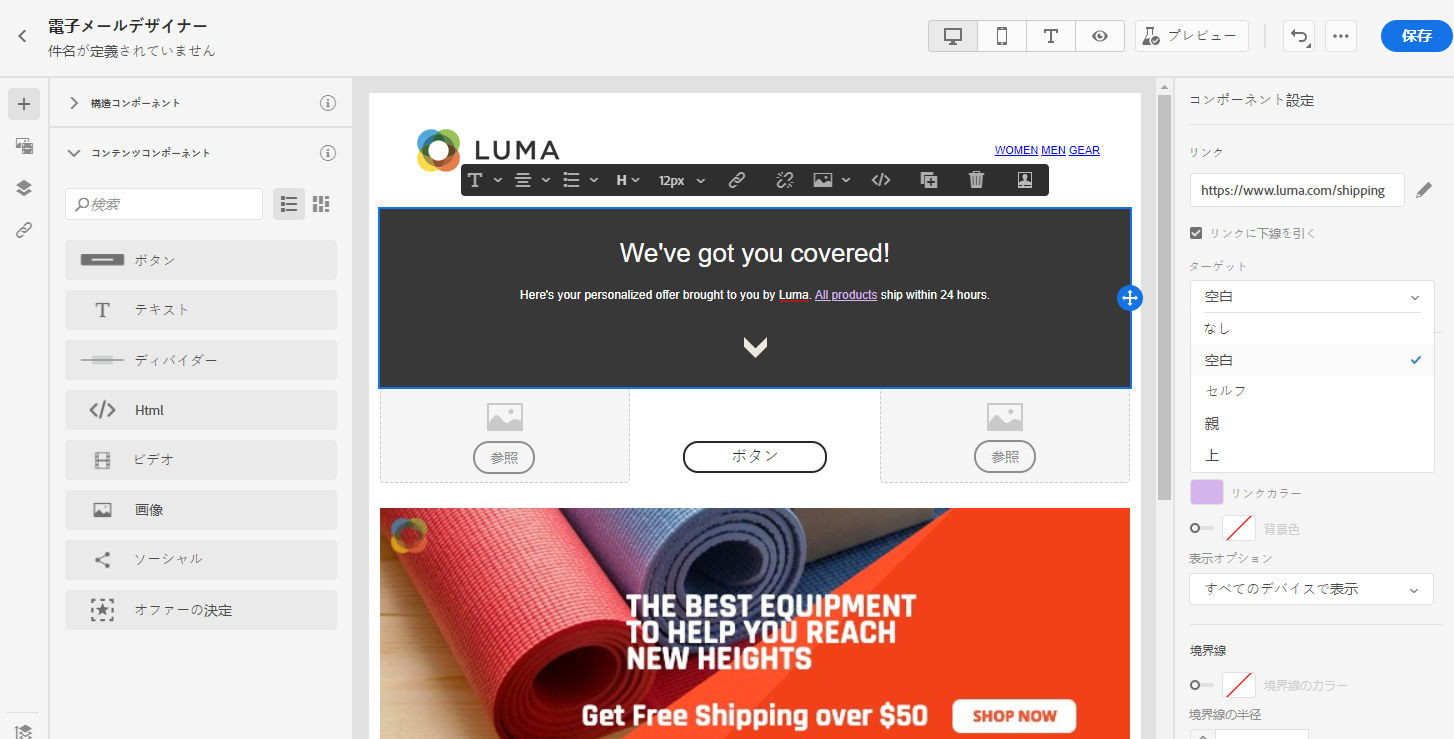 電子メールデザイナー
件名が定義されていません
プレビュー
保存
構造コンポーネント
コンテンツコンポーネント
検索
ボタン
テキスト
ディバイダー
Html
ビデオ
画像
ソーシャル
オファーの決定
LUMA
WOMEN MEN GEAR
H
12px
We've got you covered!
Here's your personalized offer brought to you by Luma. All products ship within 24 hours.
参照
ボタン
参照
THE BEST EQUIPMENT
TO HELP YOU REACH
NEW HEIGHTS
Get Free Shipping over $50
SHOP NOW
コンポーネント設定
リンク
https://www.luma.com/shipping
リンクに下線を引く
ターゲット
空白
なし
空白
セルフ
親
上
リンクカラー
背景色
表示オプション
すべてのデバイスで表示
境界線
境界線のカラー
境界線の半径